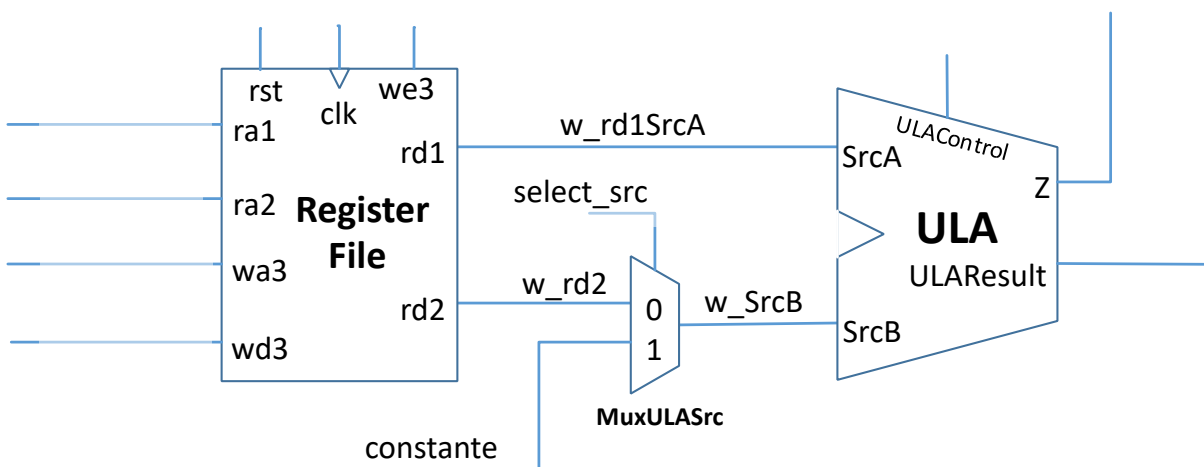 rst
clk
we3
ra1
rd1
w_rd1SrcA
ULAControl
SrcA
Z
ra2
select_src
Register
File
ULA
wa3
w_rd2
w_SrcB
ULAResult
rd2
0
1
SrcB
wd3
MuxULASrc
constante